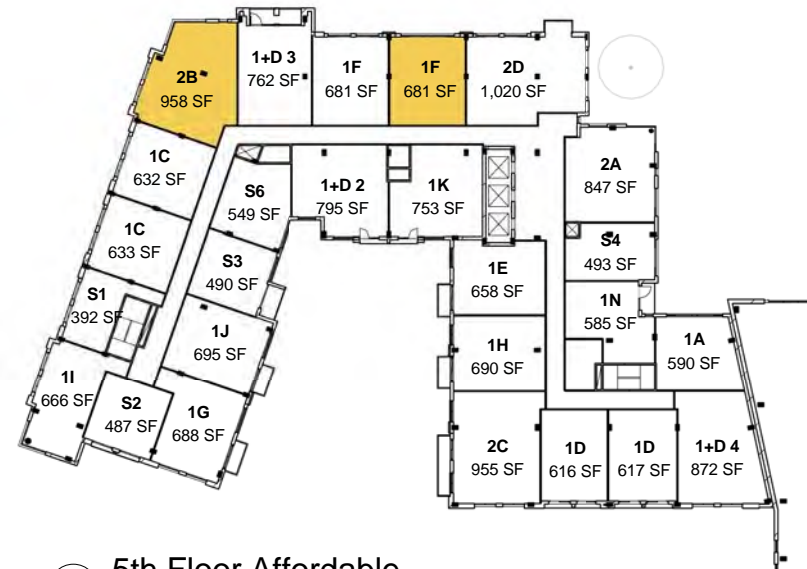 2B
958 SF
1+D 3
762 SF
1F
681 SF
1F
681 SF
2D
1,020 SF
1C
632 SF
S6
549 SF
1+D 2
795 SF
1K
753 SF
2A
847 SF
1C
633 SF
S3
490 SF
S4
493 SF
1E
658 SF
S1
392 SF
1J
695 SF
1N
585 SF
1H
690 SF
1A
590 SF
1I
666 SF
S2
487 SF
1G
688 SF
2C
955 SF
1D
616 SF
1D
617 SF
1+D 4
872 SF
5th Floor Affordable